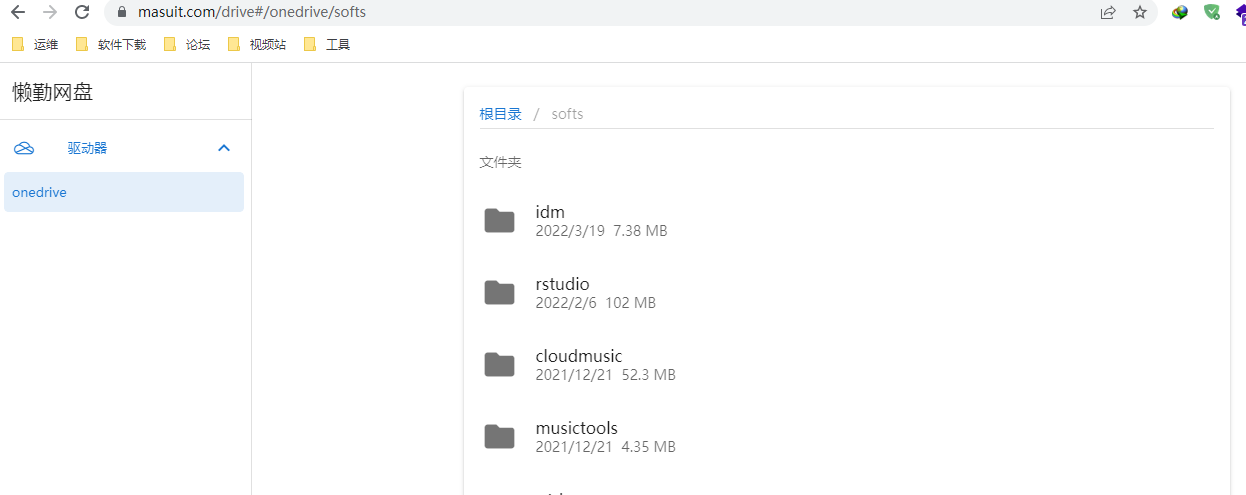 masuit.com/drive#/onedrive/softs
运维 软件下载 论坛 视频站 工具
懒勤网盘
驱动器
onedrive
根目录 / softs
文件夹
idm
2022/3/19 7.38 MB
rstudio
2022/2/6 102 MB
cloudmusic
2021/12/21 52.3 MB
musictools
2021/12/21 4.35 MB